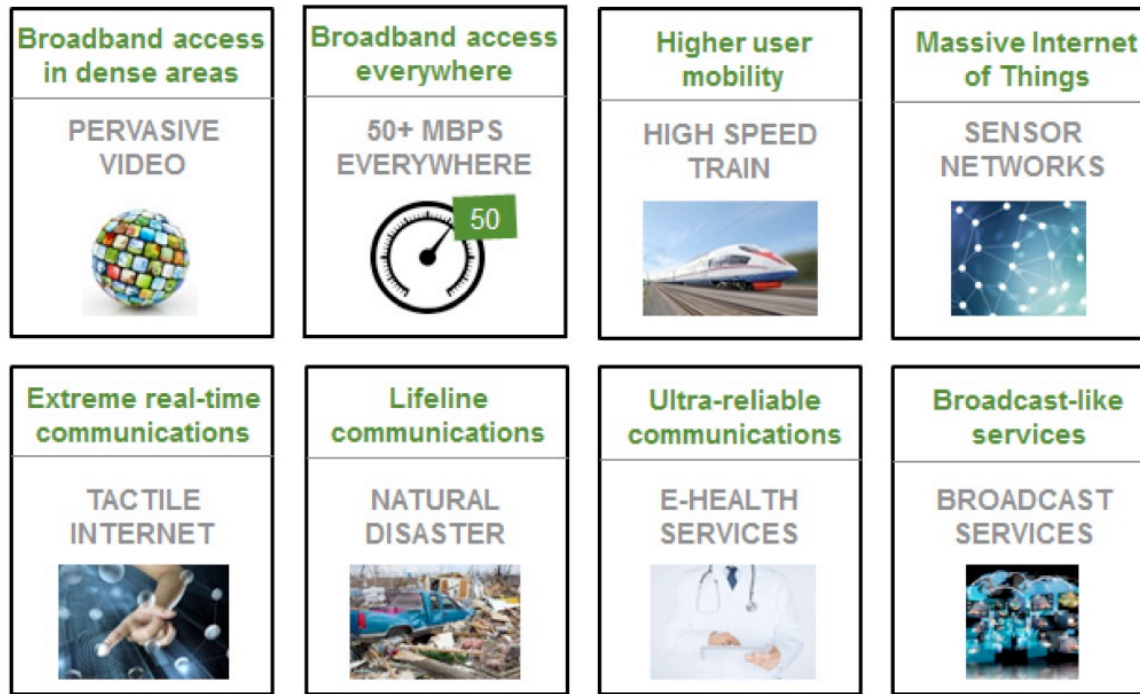 Broadband access
in dense areas
PERVASIVE
VIDEO
Broadband access
everywhere
50+ MBPS
EVERYWHERE
50
Higher user
mobility
HIGH SPEED
TRAIN
Massive Internet
of Things
SENSOR
NETWORKS
Extreme real-time
communications
TACTILE
INTERNET
Lifeline
communications
NATURAL
DISASTER
Ultra-reliable
communications
E-HEALTH
SERVICES
Broadcast-like
services
BROADCAST
SERVICES